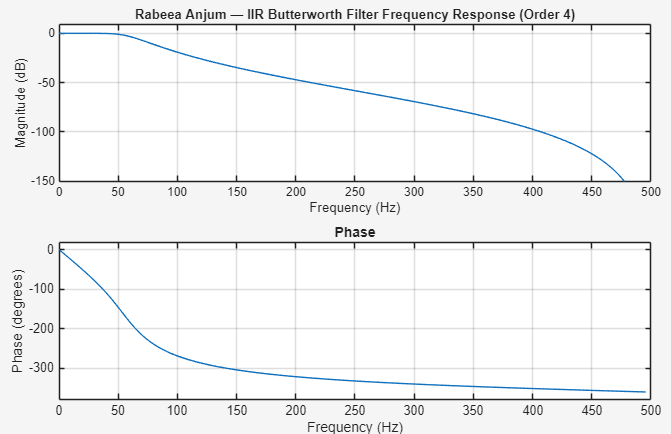 Rabeea Anjum — IIR Butterworth Filter Frequency Response (Order 4)
Magnitude (dB)
0
-50
-100
-150
0 50 100 150 200 250 300 350 400 450 500
Frequency (Hz)
Phase
Phase (degrees)
0
-100
-200
-300
0 50 100 150 200 250 300 350 400 450 500
Frequency (Hz)